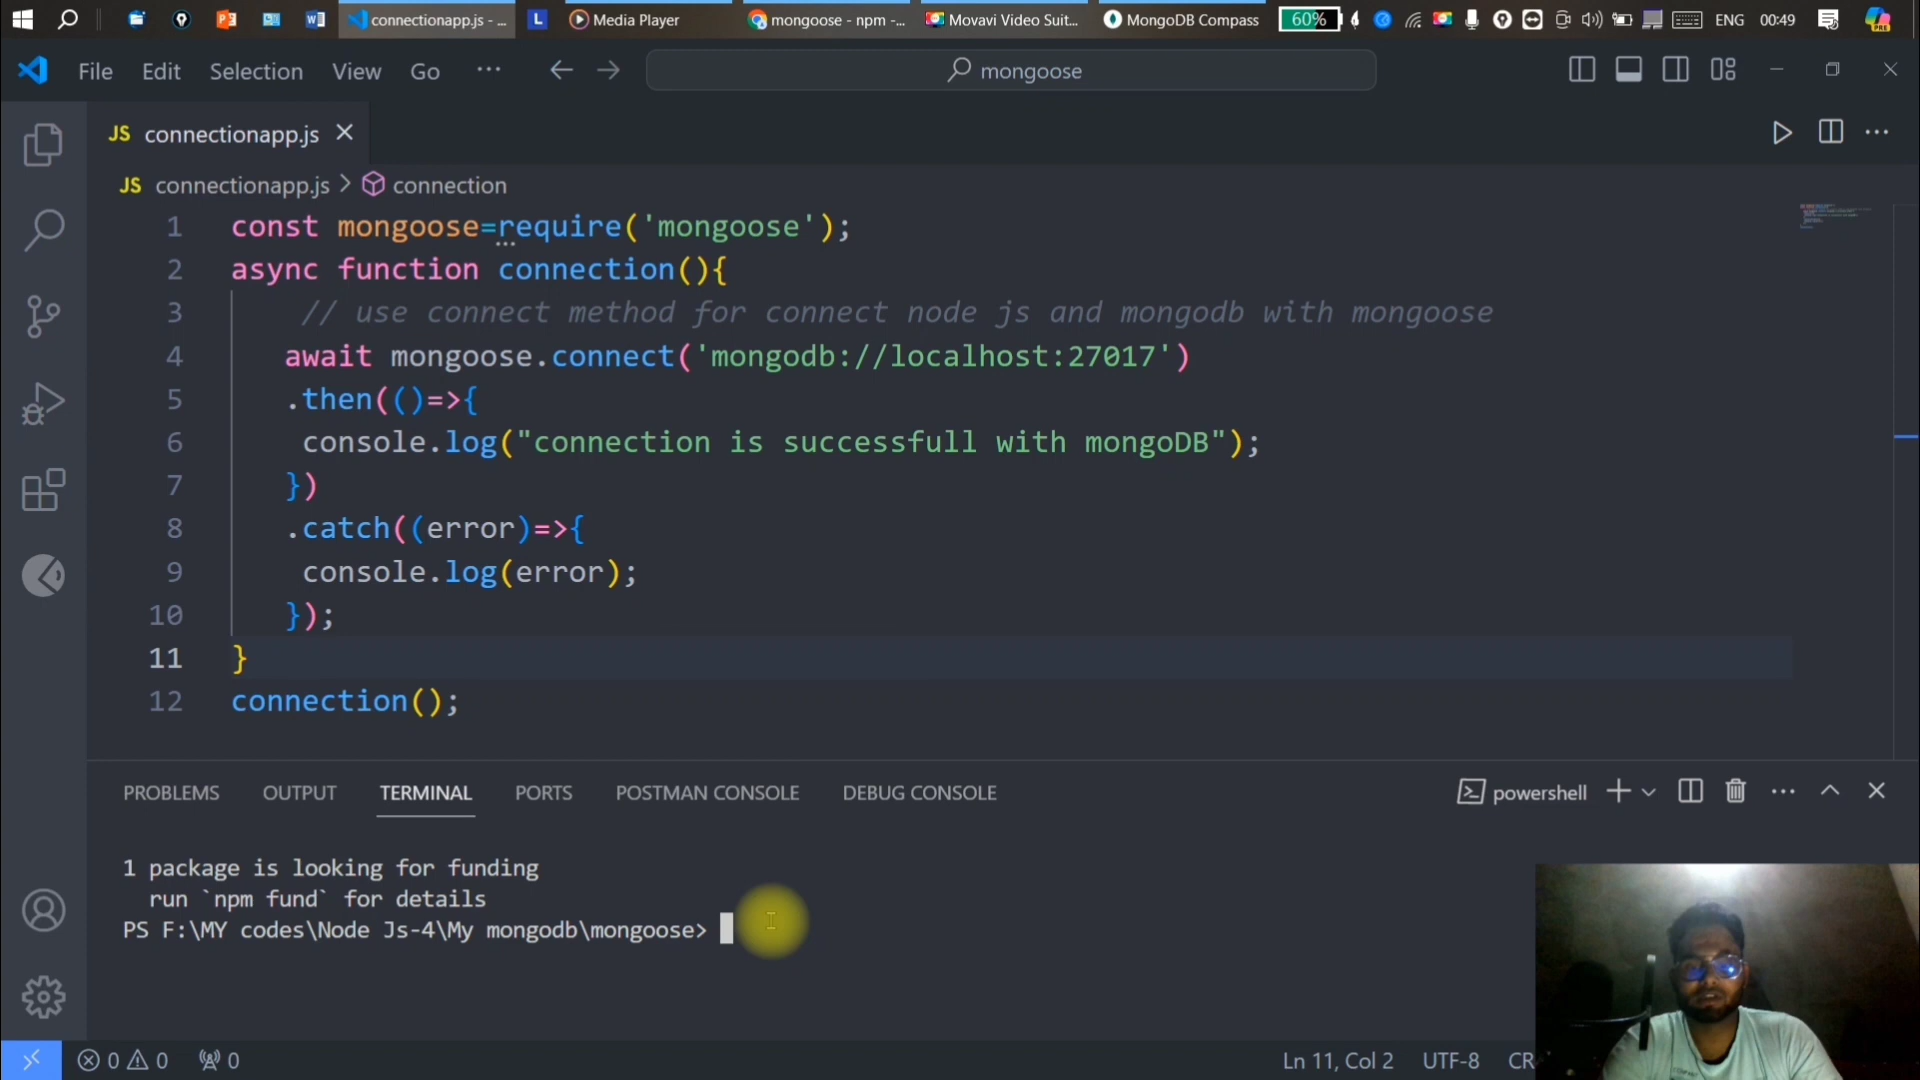 connectionapp.js - ...
L
Media Player
mongoose - npm -...
Movavi Video Suit...
MongoDB Compass
60%
ENG
00:49
File Edit Selection View Go ...
mongoose
JS connectionapp.js
JS connectionapp.js > connection
1 const mongoose=require('mongoose');
2 async function connection(){
3 // use connect method for connect node js and mongodb with mongoose
4 await mongoose.connect('mongodb://localhost:27017')
5 .then(()=>{
6 console.log("connection is successfull with mongoDB");
7 })
8 .catch((error)=>{
9 console.log(error);
10 });
11 }
12 connection();
PROBLEMS OUTPUT TERMINAL PORTS POSTMAN CONSOLE DEBUG CONSOLE
powershell
1 package is looking for funding
run `npm fund` for details
PS F:\MY codes\Node Js-4\My mongodb\mongoose>
0 0 0
Ln 11, Col 2 UTF-8 CR